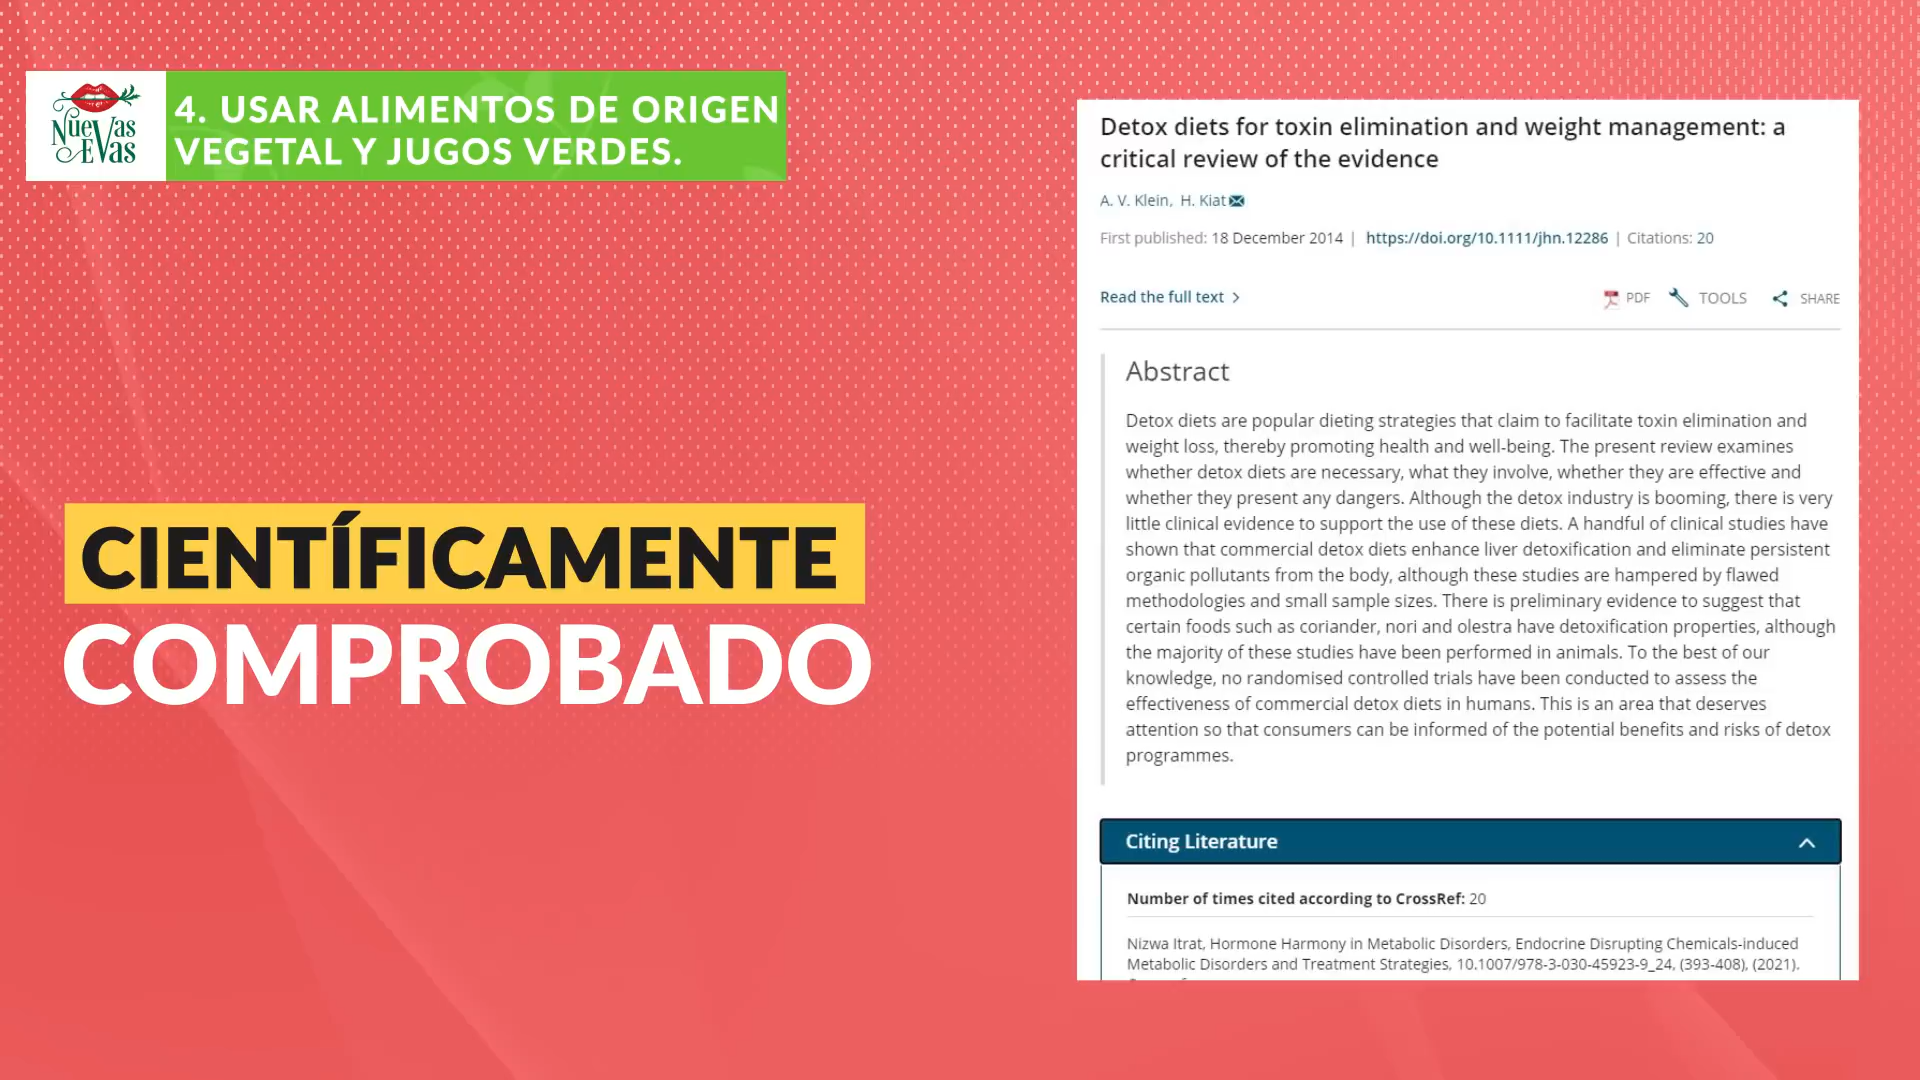 NueVas
EVas
4. USAR ALIMENTOS DE ORIGEN
VEGETAL Y JUGOS VERDES.
CIENTÍFICAMENTE
COMPROBADO
Detox diets for toxin elimination and weight management: a
critical review of the evidence
A. V. Klein, H. Kiat
First published: 18 December 2014 | https://doi.org/10.1111/jhn.12286 | Citations: 20
Read the full text >
PDF TOOLS SHARE
Abstract
Detox diets are popular dieting strategies that claim to facilitate toxin elimination and
weight loss, thereby promoting health and well-being. The present review examines
whether detox diets are necessary, what they involve, whether they are effective and
whether they present any dangers. Although the detox industry is booming, there is very
little clinical evidence to support the use of these diets. A handful of clinical studies have
shown that commercial detox diets enhance liver detoxification and eliminate persistent
organic pollutants from the body, although these studies are hampered by flawed
methodologies and small sample sizes. There is preliminary evidence to suggest that
certain foods such as coriander, nori and olestra have detoxification properties, although
the majority of these studies have been performed in animals. To the best of our
knowledge, no randomised controlled trials have been conducted to assess the
effectiveness of commercial detox diets in humans. This is an area that deserves
attention so that consumers can be informed of the potential benefits and risks of detox
programmes.
Citing Literature
Number of times cited according to CrossRef: 20
Nizwa Itrat, Hormone Harmony in Metabolic Disorders, Endocrine Disrupting Chemicals-induced
Metabolic Disorders and Treatment Strategies, 10.1007/978-3-030-45923-9_24, (393-408), (2021).